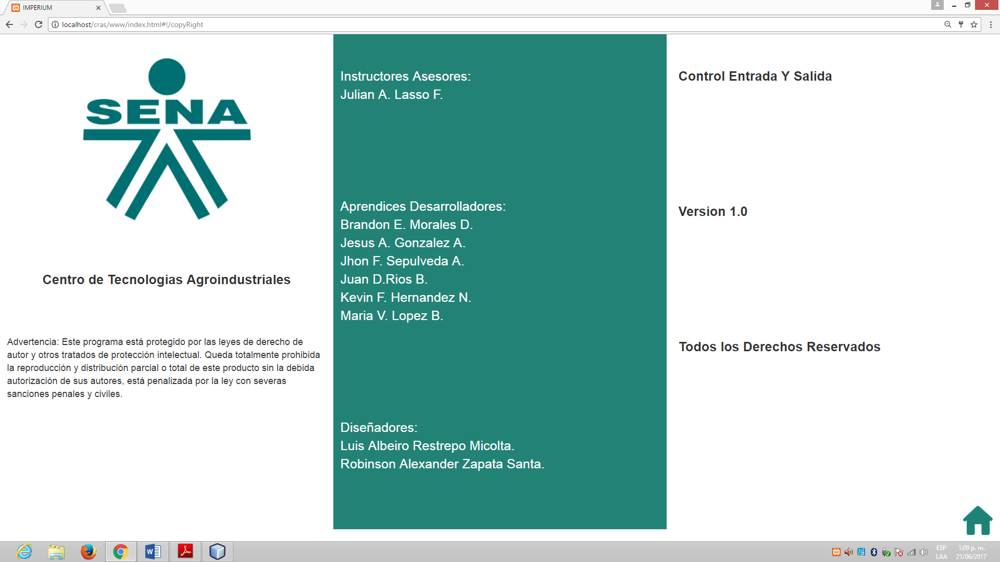 IMPERIUM
localhost/cras/www/index.html#!/copyRight
SENA
Centro de Tecnologias Agroindustriales
Advertencia: Este programa está protegido por las leyes de derecho de
autor y otros tratados de protección intelectual. Queda totalmente prohibida
la reproducción y distribución parcial o total de este producto sin la debida
autorización de sus autores, está penalizada por la ley con severas
sanciones penales y civiles.
Instructores Asesores:
Julian A. Lasso F.
Aprendices Desarrolladores:
Brandon E. Morales D.
Jesus A. Gonzalez A.
Jhon F. Sepulveda A.
Juan D.Rios B.
Kevin F. Hernandez N.
Maria V. Lopez B.
Diseñadores:
Luis Albeiro Restrepo Micolta.
Robinson Alexander Zapata Santa.
Control Entrada Y Salida
Version 1.0
Todos los Derechos Reservados
ESP
LAA
1:09 p. m.
21/06/2017